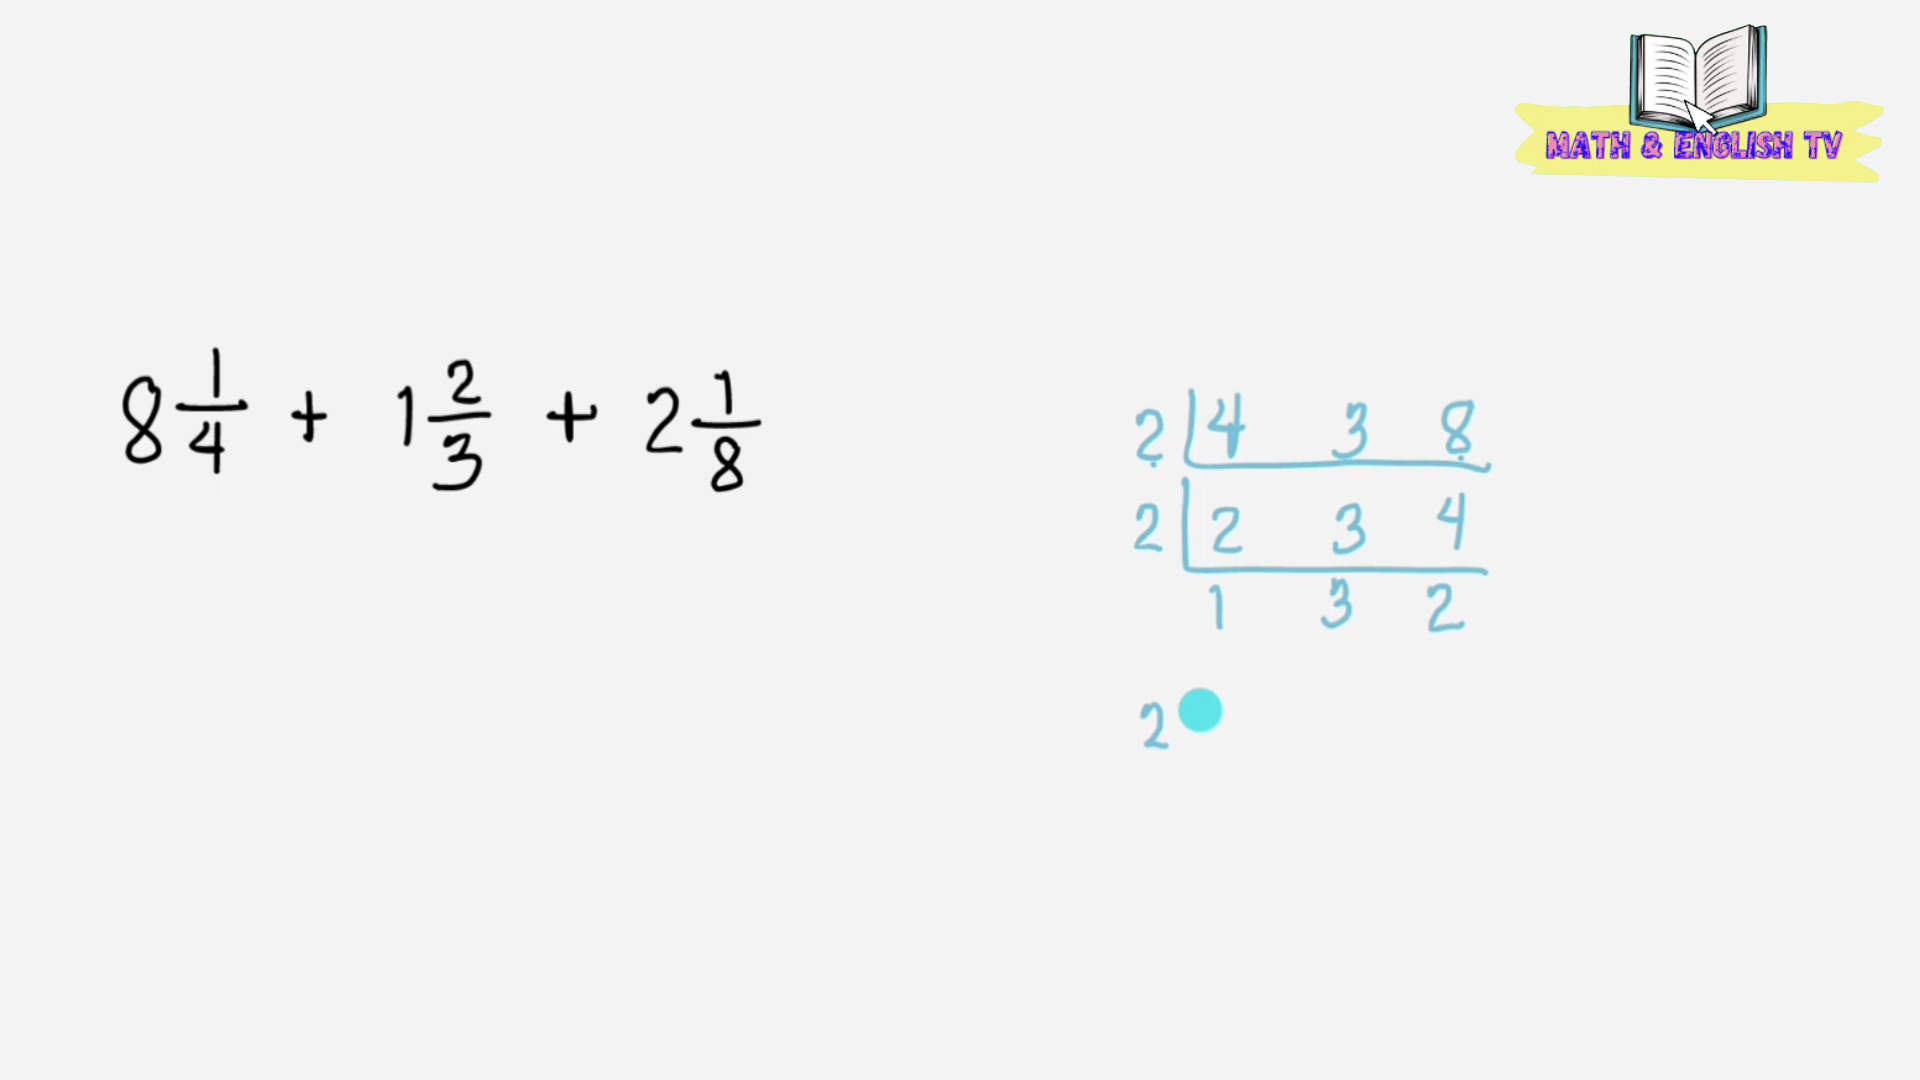 MATH & ENGLISH TV
8 1/4 + 1 2/3 + 2 1/8
2 | 4 3 8
2 | 2 3 4
1 3 2
2